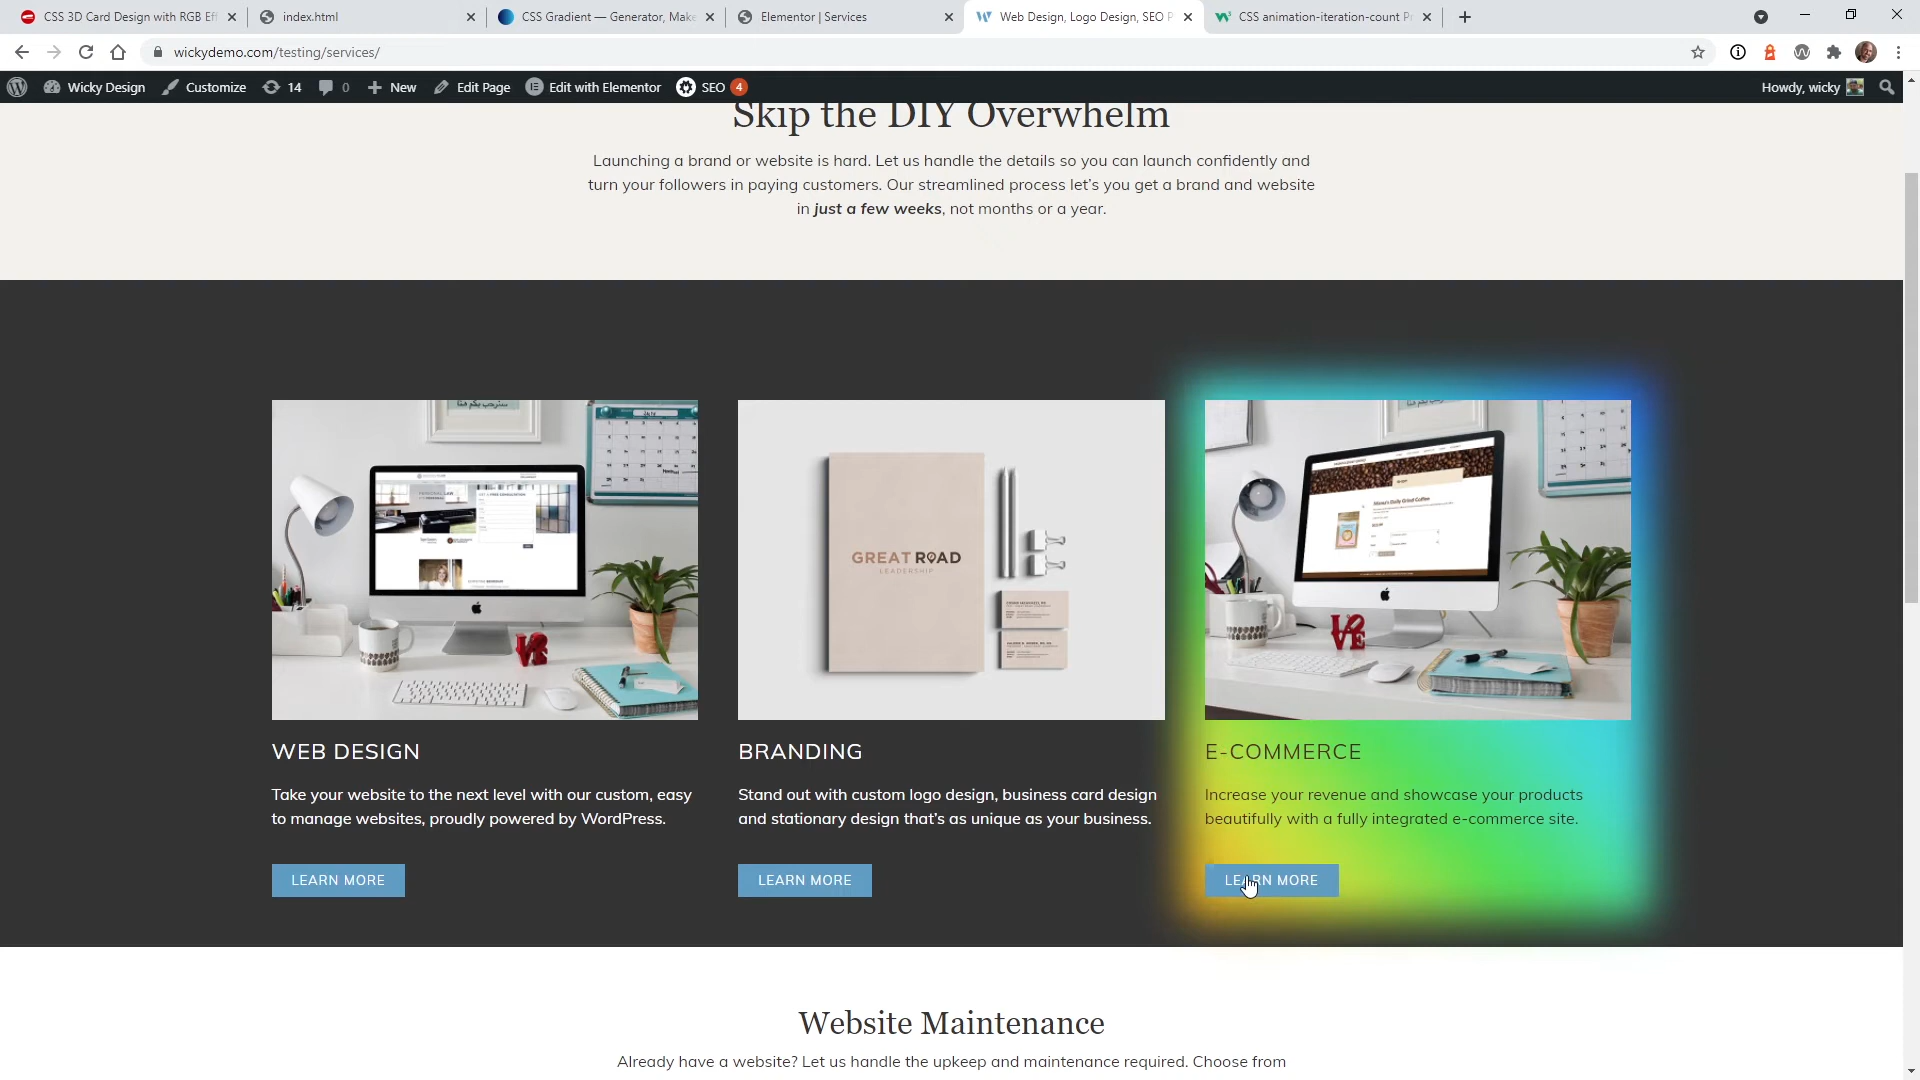 CSS 3D Card Design with RGB Eff
index.html
CSS Gradient — Generator, Make
Elementor | Services
Web Design, Logo Design, SEO P
CSS animation-iteration-count Pr
wickydemo.com/testing/services/
Wicky Design
Customize
14
0
New
Edit Page
Edit with Elementor
SEO 4
Howdy, wicky
Skip the DIY Overwhelm
Launching a brand or website is hard. Let us handle the details so you can launch confidently and
turn your followers in paying customers. Our streamlined process let's you get a brand and website
in just a few weeks, not months or a year.
GREAT ROAD
LEADERSHIP
WEB DESIGN
Take your website to the next level with our custom, easy
to manage websites, proudly powered by WordPress.
LEARN MORE
BRANDING
Stand out with custom logo design, business card design
and stationary design that's as unique as your business.
LEARN MORE
E-COMMERCE
Increase your revenue and showcase your products
beautifully with a fully integrated e-commerce site.
LEARN MORE
Website Maintenance
Already have a website? Let us handle the upkeep and maintenance required. Choose from